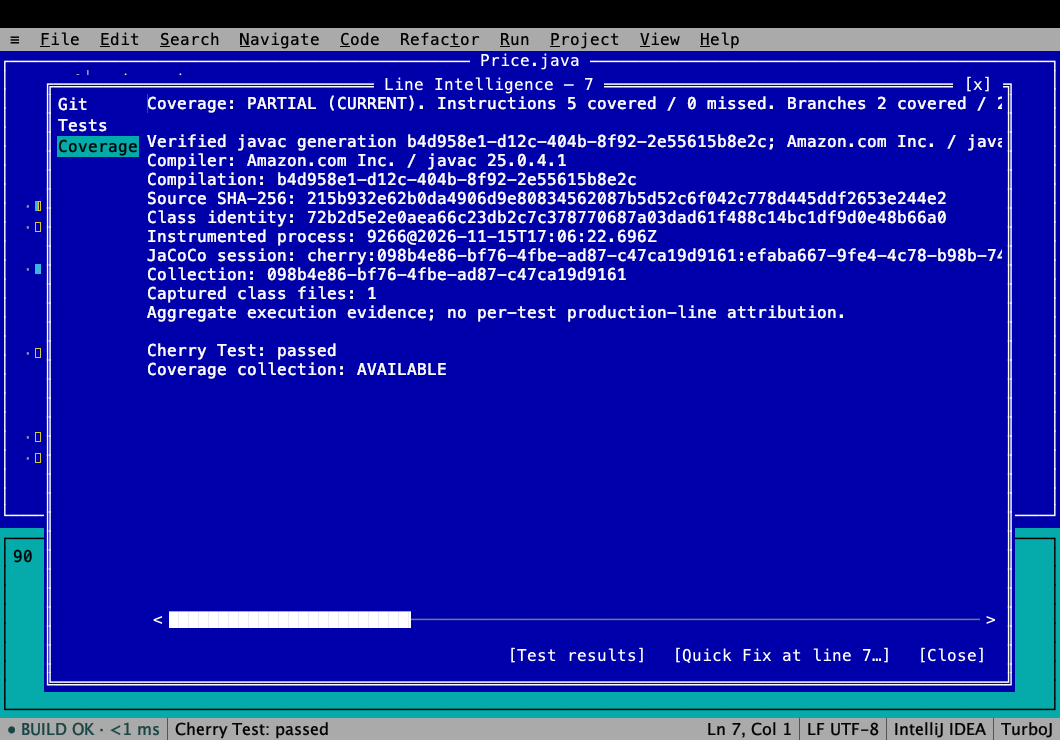 ≡ File Edit Search Navigate Code Refactor Run Project View Help
Price.java
Line Intelligence — 7 [x]
Git
Tests
Coverage
Coverage: PARTIAL (CURRENT). Instructions 5 covered / 0 missed. Branches 2 covered / 2
Verified javac generation b4d958e1-d12c-404b-8f92-2e55615b8e2c; Amazon.com Inc. / java
Compiler: Amazon.com Inc. / javac 25.0.4.1
Compilation: b4d958e1-d12c-404b-8f92-2e55615b8e2c
Source SHA-256: 215b932e62b0da4906d9e80834562087b5d52c6f042c778d445ddf2653e244e2
Class identity: 72b2d5e2e0aea66c23db2c7c378770687a03dad61f488c14bc1df9d0e48b66a0
Instrumented process: 9266@2026-11-15T17:06:22.696Z
JaCoCo session: cherry:098b4e86-bf76-4fbe-ad87-c47ca19d9161:efaba667-9fe4-4c78-b98b-74
Collection: 098b4e86-bf76-4fbe-ad87-c47ca19d9161
Captured class files: 1
Aggregate execution evidence; no per-test production-line attribution.
Cherry Test: passed
Coverage collection: AVAILABLE
90
< >
[Test results] [Quick Fix at line 7…] [Close]
• BUILD OK · <1 ms Cherry Test: passed Ln 7, Col 1 LF UTF-8 IntelliJ IDEA TurboJ